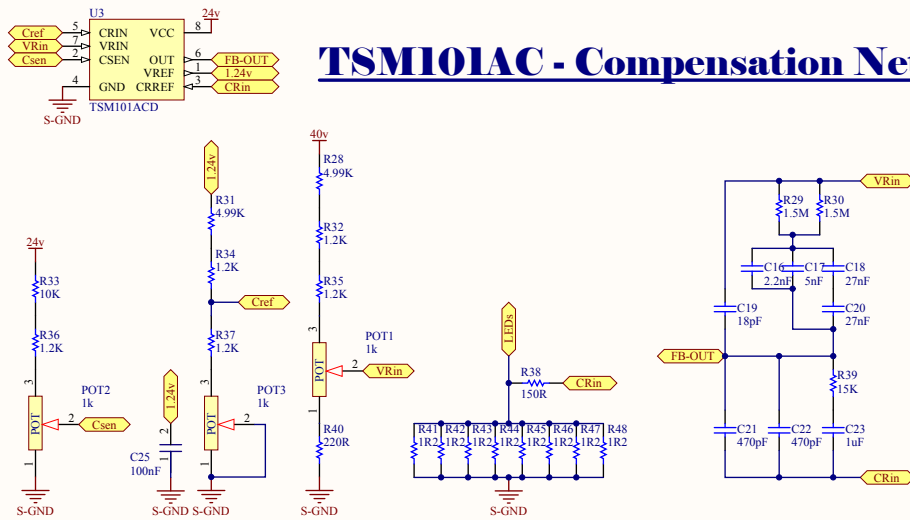 U3
24v
Cref 5 CRIN VCC 8
VRin 7 VRIN
Csen 2 CSEN OUT 6 FB-OUT
VREF 1 1.24v
4 GND CRREF 3 CRin
TSM101ACD
S-GND
TSM101AC - Compensation Ne
24v
R33
10K
R36
1.2K
3
POT2
1k
POT
2
Csen
1
S-GND
1.24v
2
C25
100nF
1
S-GND
1.24v
R31
4.99K
R34
1.2K
Cref
R37
1.2K
3
POT3
1k
POT
2
1
S-GND
40v
R28
4.99K
R32
1.2K
R35
1.2K
3
POT1
1k
POT
2
VRin
1
R40
220R
S-GND
LEDs
R38
150R
CRin
R41 R42 R43 R44 R45 R46 R47 R48
1R2 1R2 1R2 1R2 1R2 1R2 1R2 1R2
S-GND
VRin
R29 R30
1.5M 1.5M
C16 C17 C18
2.2nF 5nF 27nF
C19
18pF
C20
27nF
FB-OUT
R39
15K
C21 C22 C23
470pF 470pF 1uF
CRin